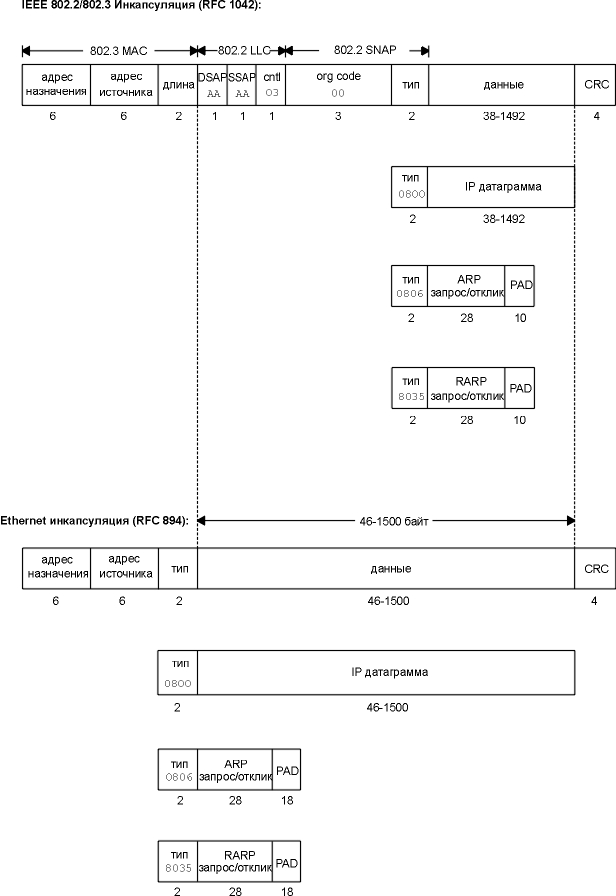 IEEE 802.2/802.3 Инкапсуляция (RFC 1042):
802.3 MAC 802.2 LLC 802.2 SNAP
адрес назначения
адрес источника
длина
DSAP AA
SSAP AA
cntl 03
org code 00
тип
данные
CRC
6 6 2 1 1 1 3 2 38-1492 4
тип 0800
IP датаграмма
2 38-1492
тип 0806
ARP запрос/отклик
PAD
2 28 10
тип 8035
RARP запрос/отклик
PAD
2 28 10
Ethernet инкапсуляция (RFC 894):
46-1500 байт
адрес назначения
адрес источника
тип
данные
CRC
6 6 2 46-1500 4
тип 0800
IP датаграмма
2 46-1500
тип 0806
ARP запрос/отклик
PAD
2 28 18
тип 8035
RARP запрос/отклик
PAD
2 28 18